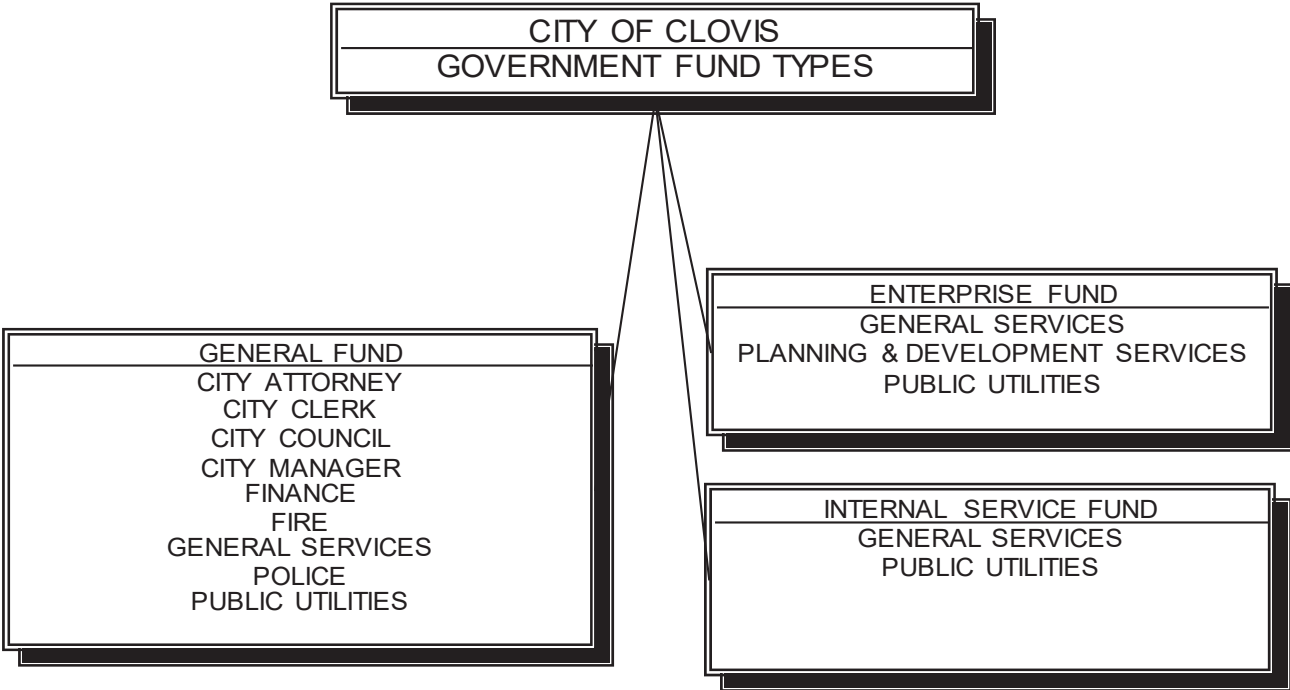 CITY OF CLOVIS
GOVERNMENT FUND TYPES
GENERAL FUND
CITY ATTORNEY
CITY CLERK
CITY COUNCIL
CITY MANAGER
FINANCE
FIRE
GENERAL SERVICES
POLICE
PUBLIC UTILITIES
ENTERPRISE FUND
GENERAL SERVICES
PLANNING & DEVELOPMENT SERVICES
PUBLIC UTILITIES
INTERNAL SERVICE FUND
GENERAL SERVICES
PUBLIC UTILITIES